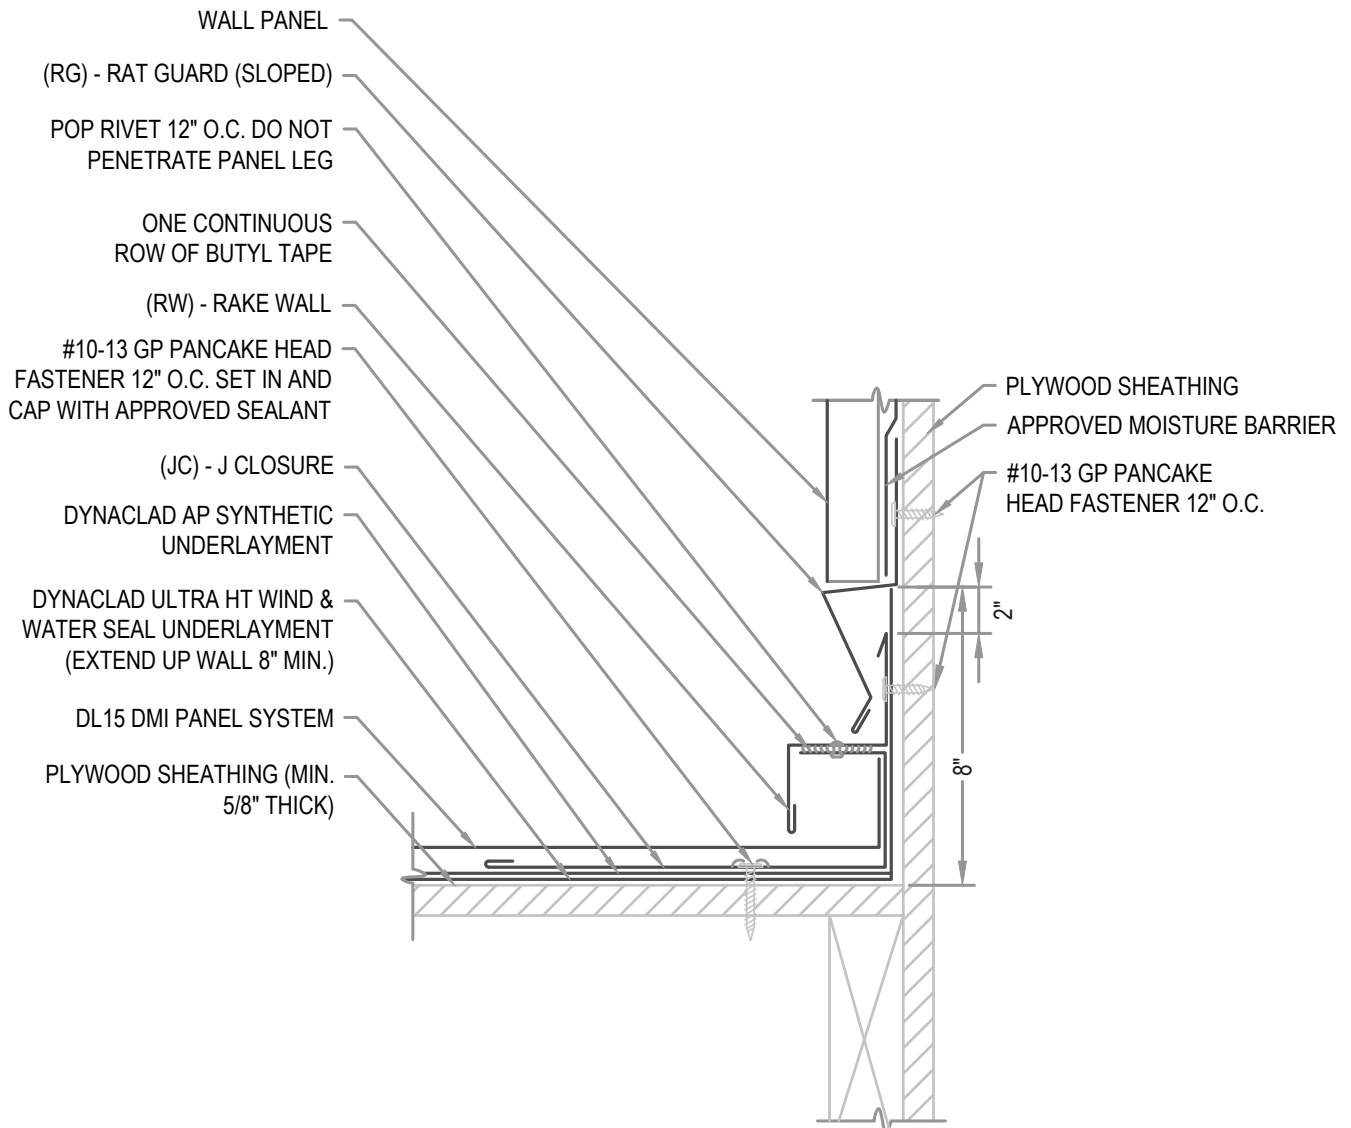 WALL PANEL
(RG) - RAT GUARD (SLOPED)
POP RIVET 12" O.C. DO NOT
PENETRATE PANEL LEG
ONE CONTINUOUS
ROW OF BUTYL TAPE
(RW) - RAKE WALL
#10-13 GP PANCAKE HEAD
FASTENER 12" O.C. SET IN AND
CAP WITH APPROVED SEALANT
(JC) - J CLOSURE
DYNACLAD AP SYNTHETIC
UNDERLAYMENT
DYNACLAD ULTRA HT WIND &
WATER SEAL UNDERLAYMENT
(EXTEND UP WALL 8" MIN.)
DL15 DMI PANEL SYSTEM
PLYWOOD SHEATHING (MIN.
5/8" THICK)
PLYWOOD SHEATHING
APPROVED MOISTURE BARRIER
#10-13 GP PANCAKE
HEAD FASTENER 12" O.C.
2"
8"